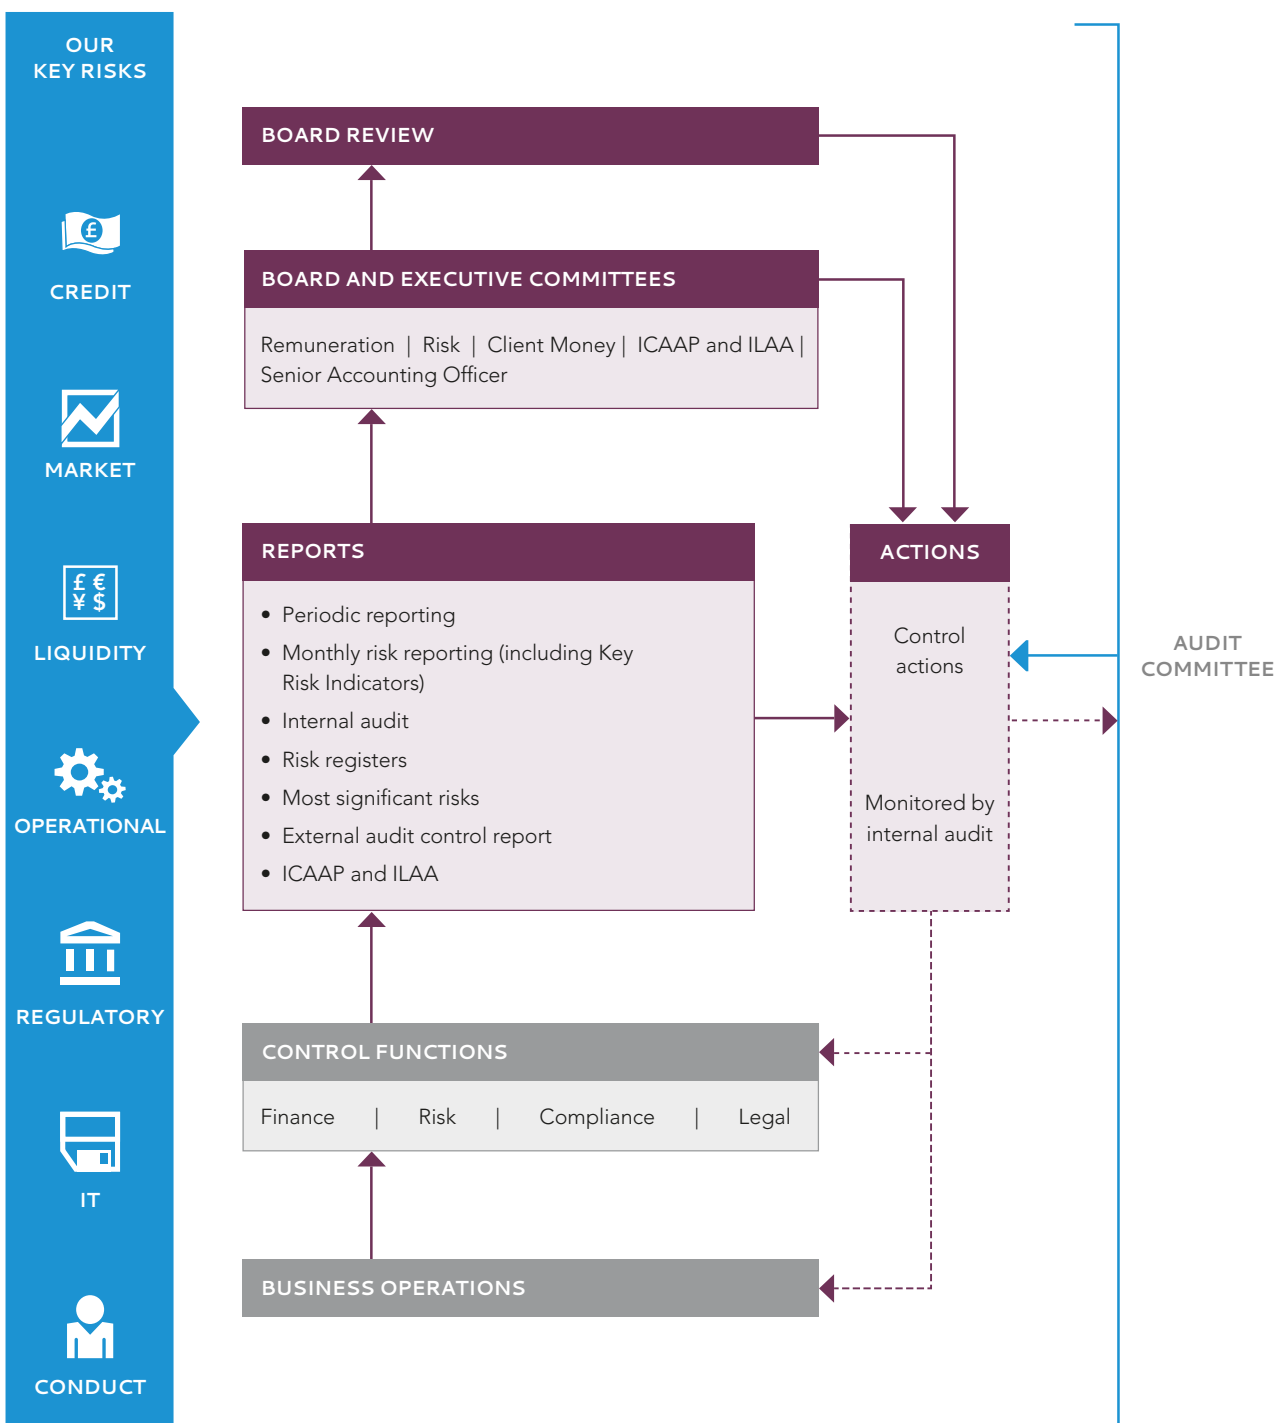 OUR
KEY RISKS
CREDIT
MARKET
£ €
¥ $
LIQUIDITY
OPERATIONAL
REGULATORY
IT
CONDUCT
BOARD REVIEW
BOARD AND EXECUTIVE COMMITTEES
Remuneration | Risk | Client Money | ICAAP and ILAA |
Senior Accounting Officer
REPORTS
• Periodic reporting
• Monthly risk reporting (including Key
Risk Indicators)
• Internal audit
• Risk registers
• Most significant risks
• External audit control report
• ICAAP and ILAA
ACTIONS
Control
actions
Monitored by
internal audit
AUDIT
COMMITTEE
CONTROL FUNCTIONS
Finance | Risk | Compliance | Legal
BUSINESS OPERATIONS